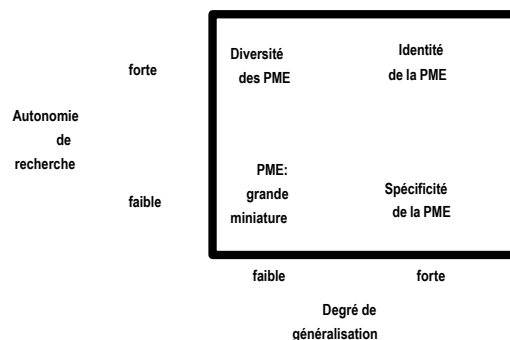 Diversité
des PME
Identité
de la PME
forte
Autonomie
de
recherche
PME:
grande
miniature
Spécificité
de la PME
faible
faible
forte
Degré de
généralisation